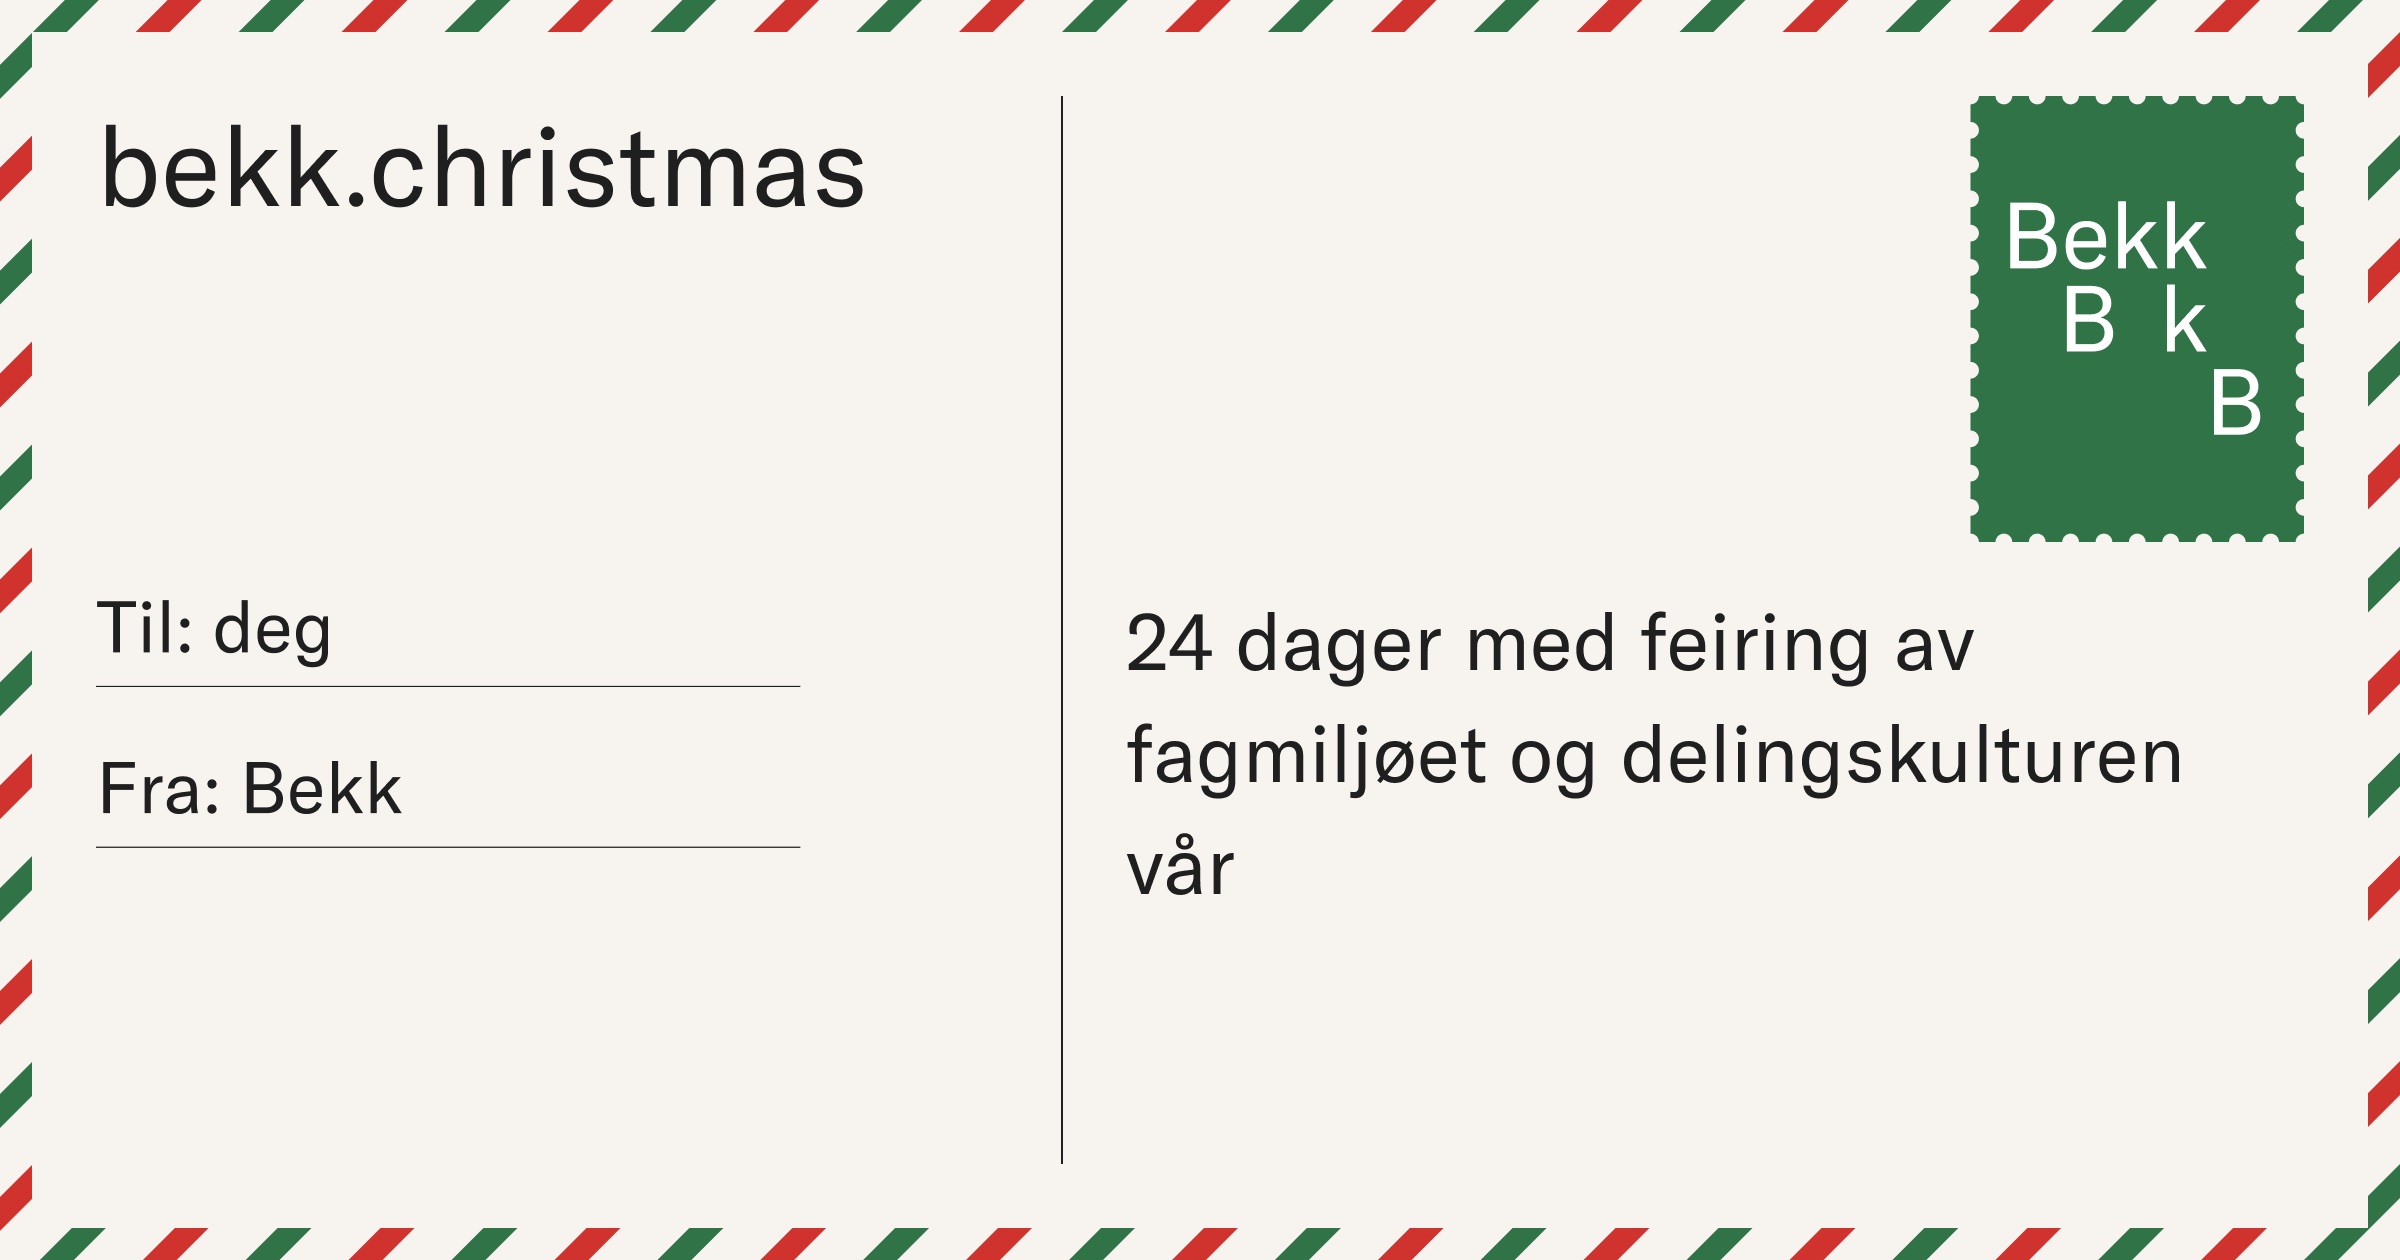 bekk.christmas
Til: deg
Fra: Bekk
Bekk
B k
B
24 dager med feiring av
fagmiljøet og delingskulturen
vår